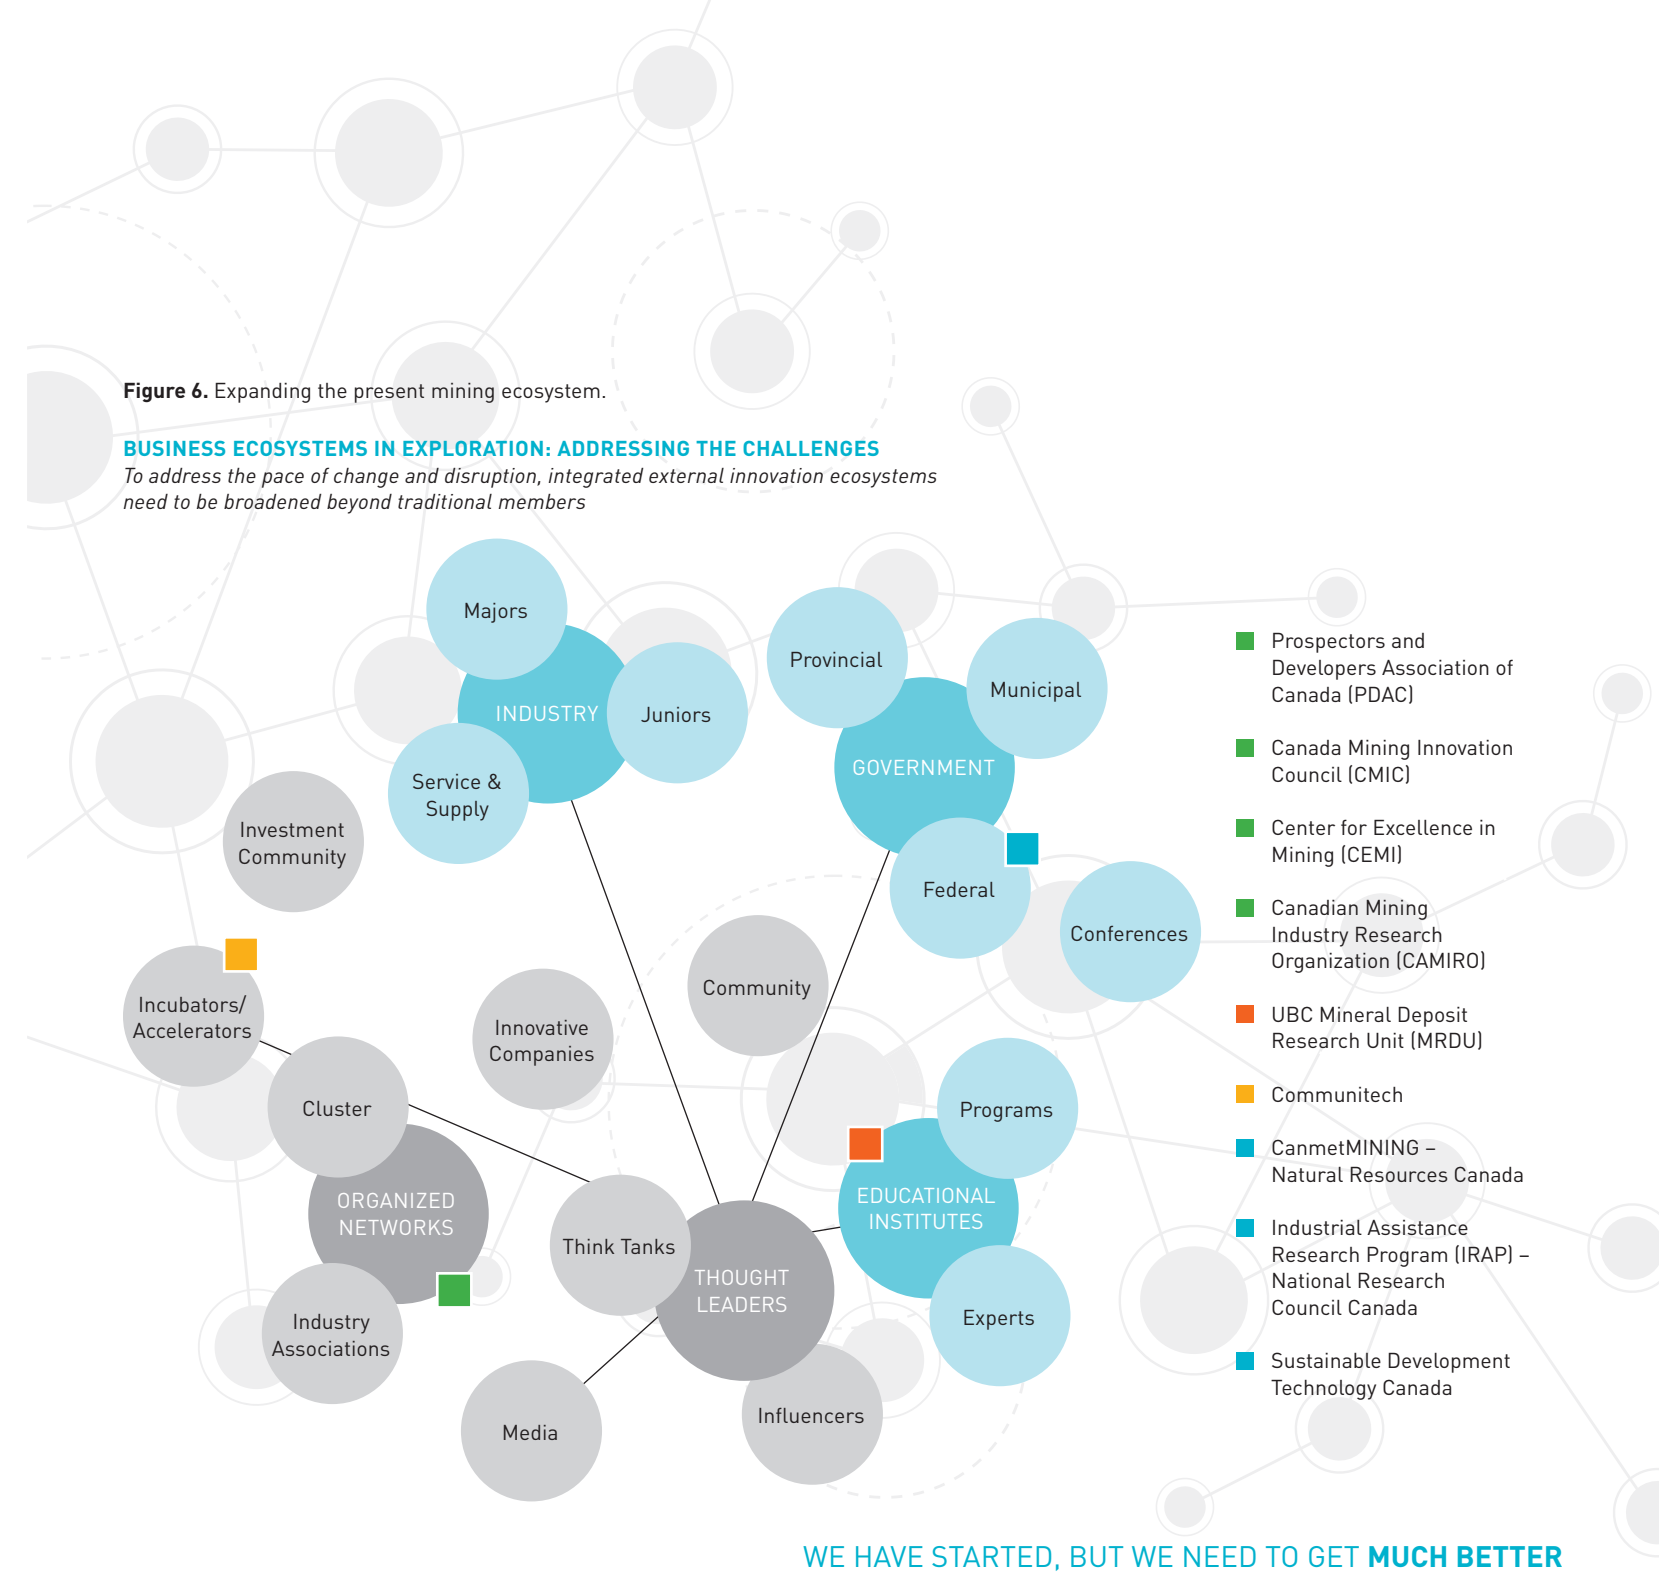 Figure 6. Expanding the present mining ecosystem.
BUSINESS ECOSYSTEMS IN EXPLORATION: ADDRESSING THE CHALLENGES
To address the pace of change and disruption, integrated external innovation ecosystems
need to be broadened beyond traditional members
Majors
INDUSTRY
Juniors
Service &
Supply
Provincial
Municipal
GOVERNMENT
Federal
Conferences
Investment
Community
Incubators/
Accelerators
Cluster
ORGANIZED
NETWORKS
Industry
Associations
Innovative
Companies
Community
Think Tanks
THOUGHT
LEADERS
Media
Influencers
Programs
EDUCATIONAL
INSTITUTES
Experts
Prospectors and
Developers Association of
Canada (PDAC)
Canada Mining Innovation
Council (CMIC)
Center for Excellence in
Mining (CEMI)
Canadian Mining
Industry Research
Organization (CAMIRO)
UBC Mineral Deposit
Research Unit (MRDU)
Communitech
CanmetMINING –
Natural Resources Canada
Industrial Assistance
Research Program (IRAP) –
National Research
Council Canada
Sustainable Development
Technology Canada
WE HAVE STARTED, BUT WE NEED TO GET MUCH BETTER